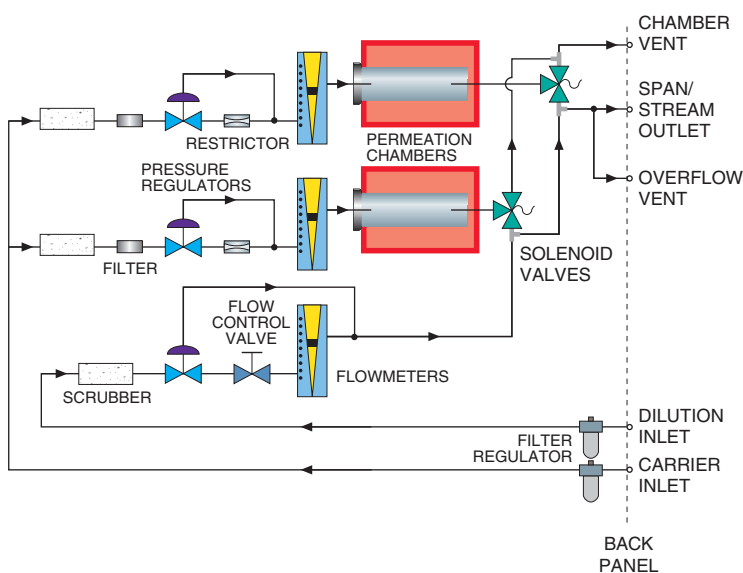 CHAMBER
VENT
SPAN/
STREAM
OUTLET
OVERFLOW
VENT
RESTRICTOR
PERMEATION
CHAMBERS
PRESSURE
REGULATORS
FILTER
SOLENOID
VALVES
FLOW
CONTROL
VALVE
SCRUBBER
FLOWMETERS
DILUTION
INLET
FILTER
REGULATOR
CARRIER
INLET
BACK
PANEL